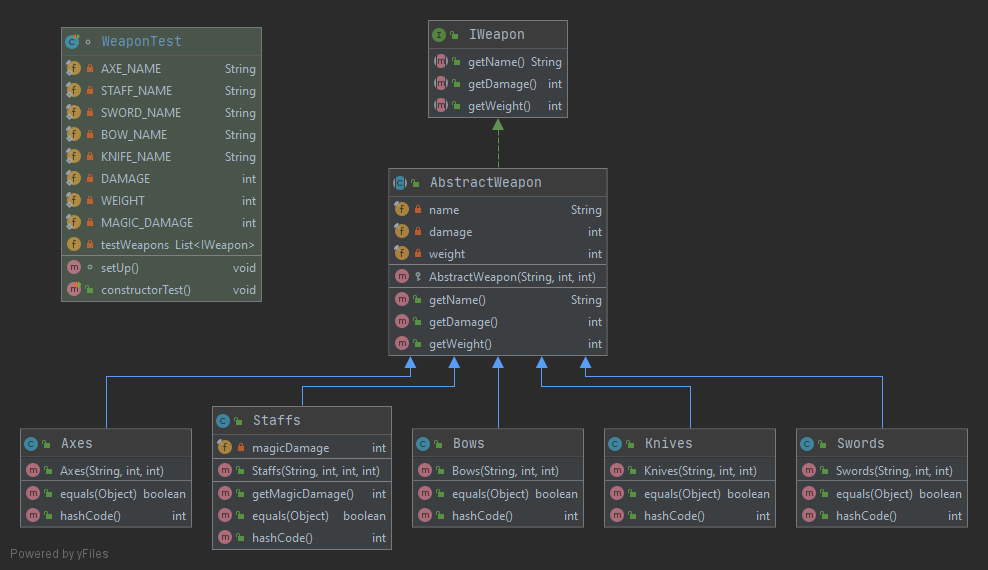 WeaponTest
AXE_NAME String
STAFF_NAME String
SWORD_NAME String
BOW_NAME String
KNIFE_NAME String
DAMAGE int
WEIGHT int
MAGIC_DAMAGE int
testWeapons List<IWeapon>
setUp() void
constructorTest() void
IWeapon
getName() String
getDamage() int
getWeight() int
AbstractWeapon
name String
damage int
weight int
AbstractWeapon(String, int, int)
getName() String
getDamage() int
getWeight() int
Axes
Axes(String, int, int)
equals(Object) boolean
hashCode() int
Staffs
magicDamage int
Staffs(String, int, int, int)
getMagicDamage() int
equals(Object) boolean
hashCode() int
Bows
Bows(String, int, int)
equals(Object) boolean
hashCode() int
Knives
Knives(String, int, int)
equals(Object) boolean
hashCode() int
Swords
Swords(String, int, int)
equals(Object) boolean
hashCode() int
Powered by yFiles